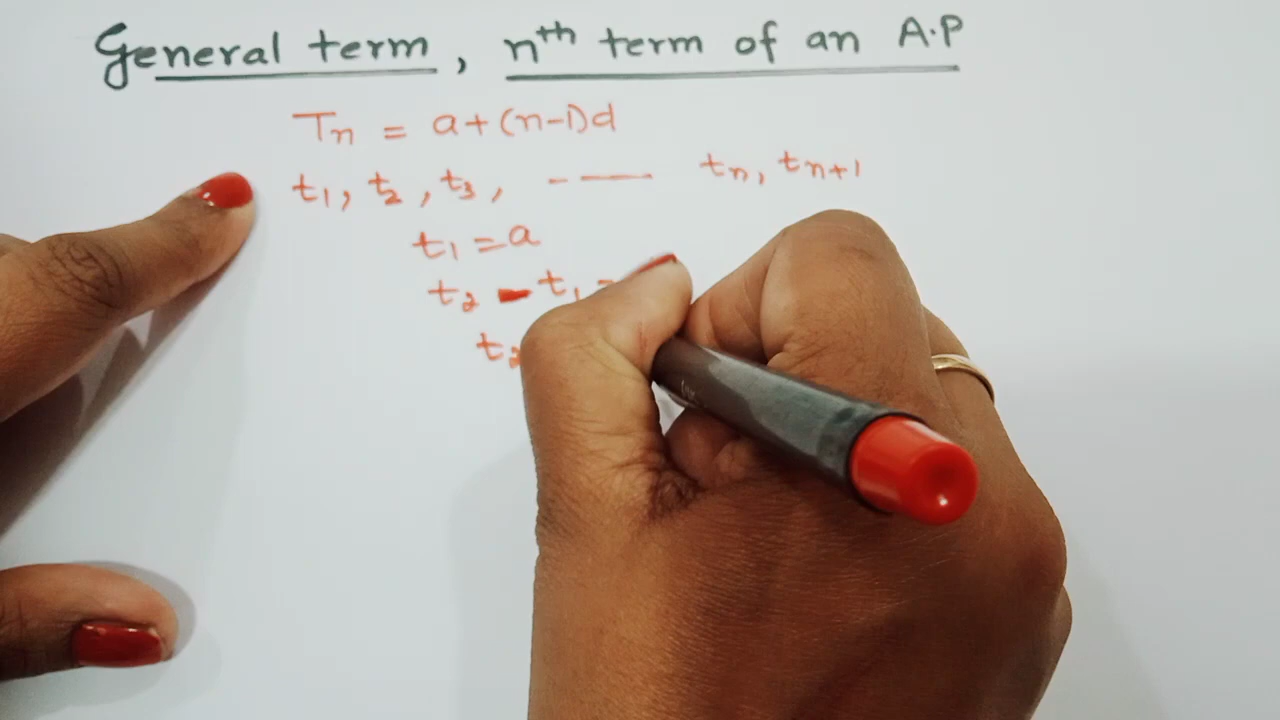 General term, nth term of an A.P
Tn = a+(n-1)d
t1, t2, t3, - — tn, tn+1
t1 = a
t2 - t1 =